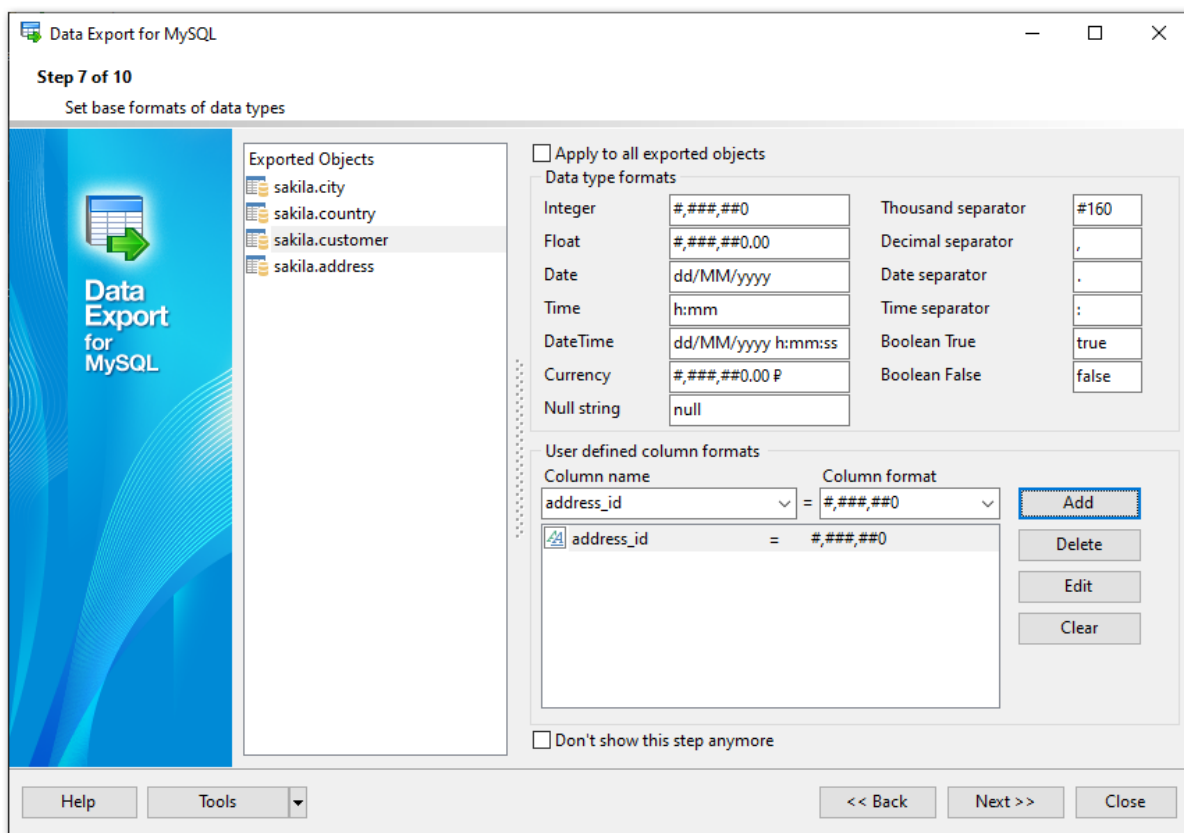 Data Export for MySQL
Step 7 of 10
Set base formats of data types
Data
Export
for
MySQL
Exported Objects
sakila.city
sakila.country
sakila.customer
sakila.address
Apply to all exported objects
Data type formats
Integer #,###,##0 Thousand separator #160
Float #,###,##0.00 Decimal separator ,
Date dd/MM/yyyy Date separator .
Time h:mm Time separator :
DateTime dd/MM/yyyy h:mm:ss Boolean True true
Currency #,###,##0.00 ₽ Boolean False false
Null string null
User defined column formats
Column name Column format
address_id = #,###,##0 Add
address_id = #,###,##0
Delete
Edit
Clear
Don't show this step anymore
Help Tools << Back Next >> Close